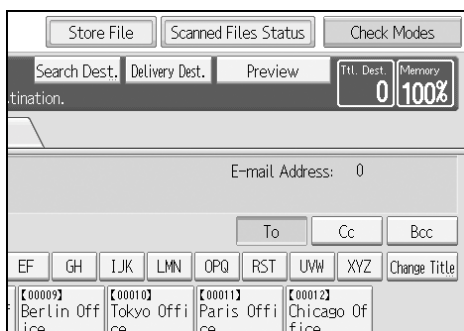 Store File Scanned Files Status Check Modes
Search Dest. Delivery Dest. Preview Ttl. Dest. Memory
tination. 0 100%
E-mail Address: 0
To Cc Bcc
EF GH IJK LMN OPQ RST UVW XYZ Change Title
【00009】 【00010】 【00011】 【00012】
Berlin Off Tokyo Offi Paris Offi Chicago Of
ice ce ce fice